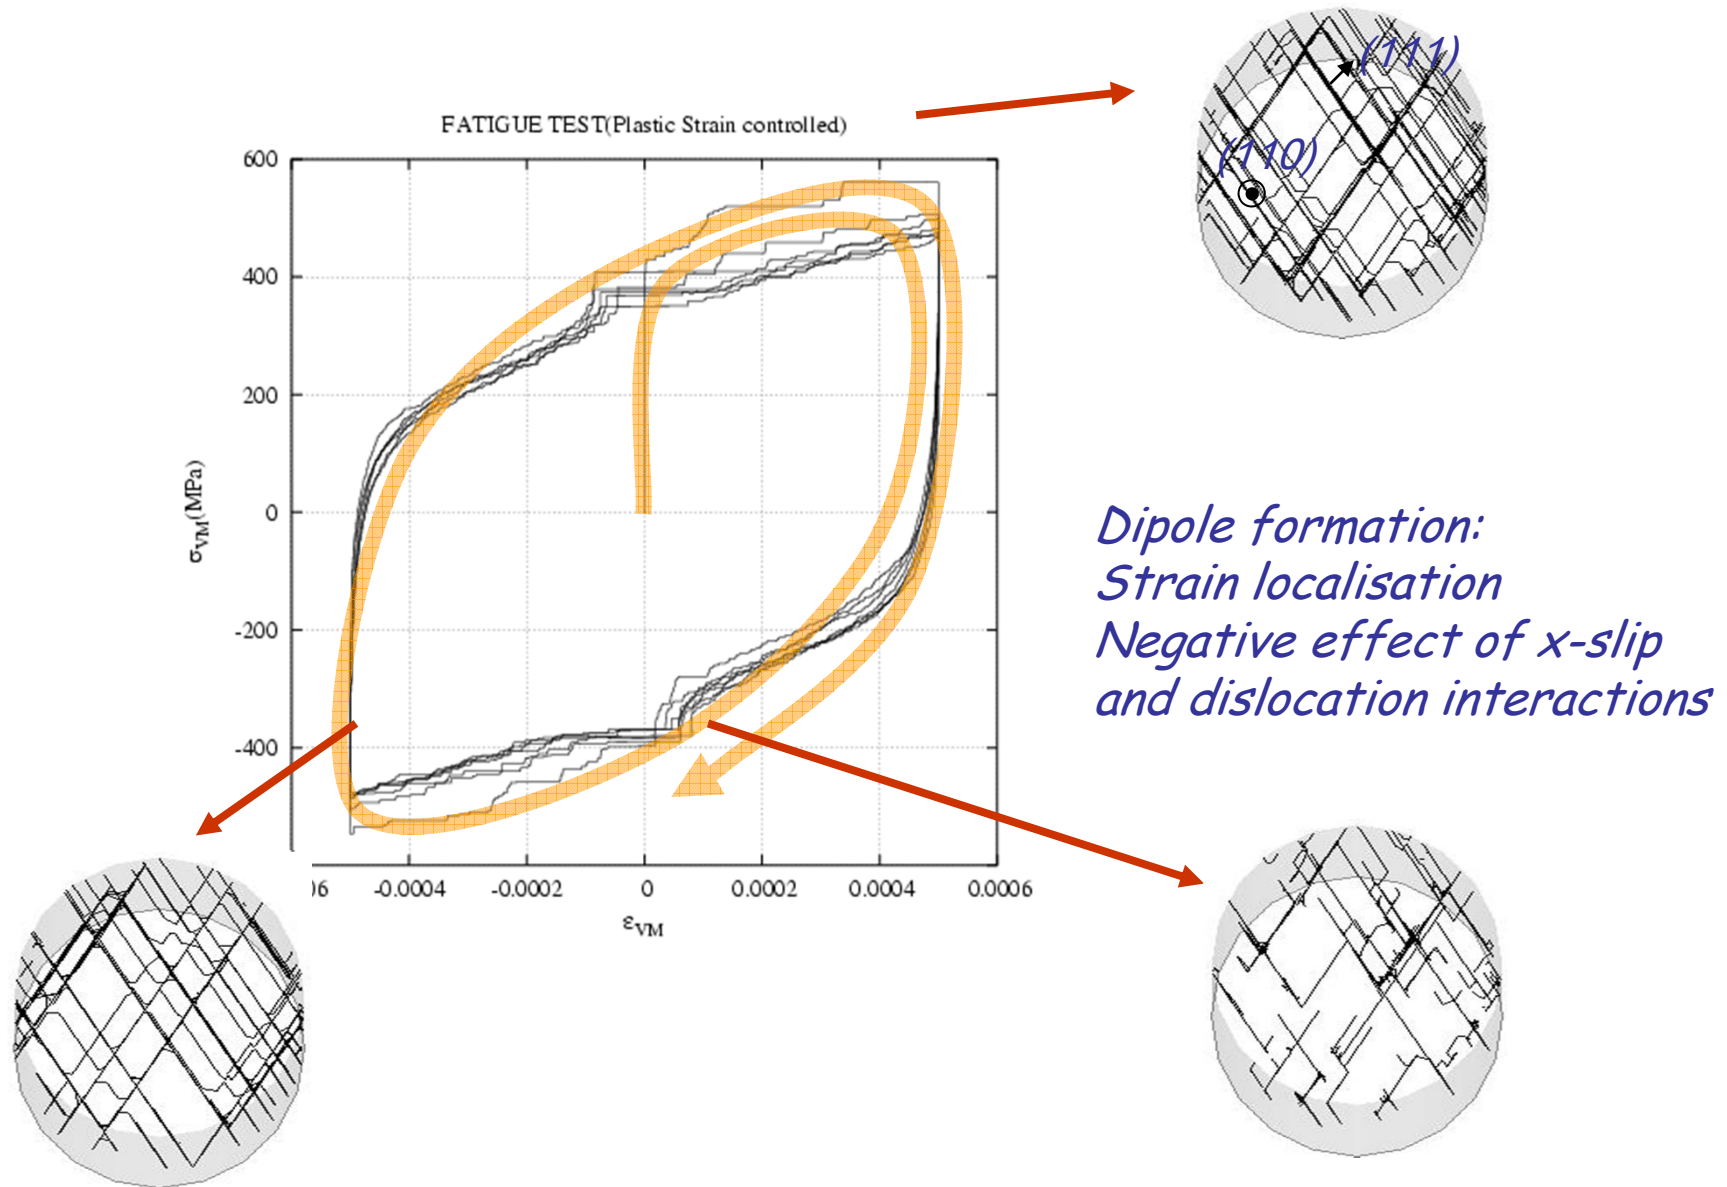 (111)
(110)
FATIGUE TEST(Plastic Strain controlled)
600
400
200
0
-200
-400
σVM(MPa)
06 -0.0004 -0.0002 0 0.0002 0.0004 0.0006
εVM
Dipole formation:
Strain localisation
Negative effect of x-slip
and dislocation interactions